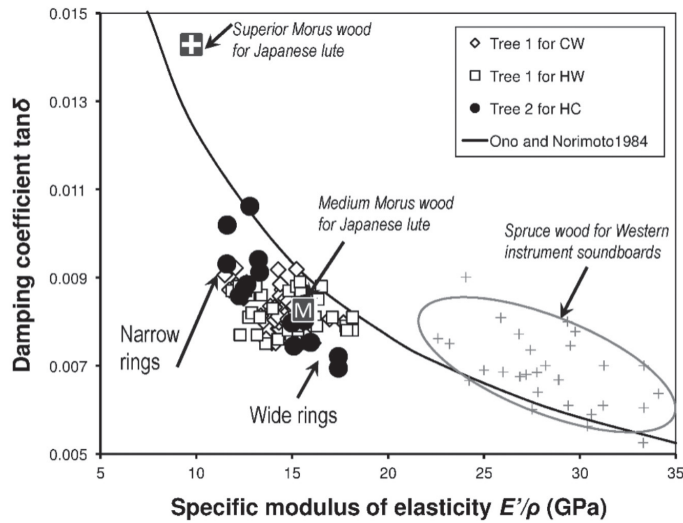 0.015
0.013
0.011
0.009
0.007
0.005
Damping coefficient tanδ
Superior Morus wood
for Japanese lute
Tree 1 for CW
Tree 1 for HW
Tree 2 for HC
Ono and Norimoto1984
Medium Morus wood
for Japanese lute
Spruce wood for Western
instrument soundboards
M
Narrow
rings
Wide rings
5 10 15 20 25 30 35
Specific modulus of elasticity E'/ρ (GPa)